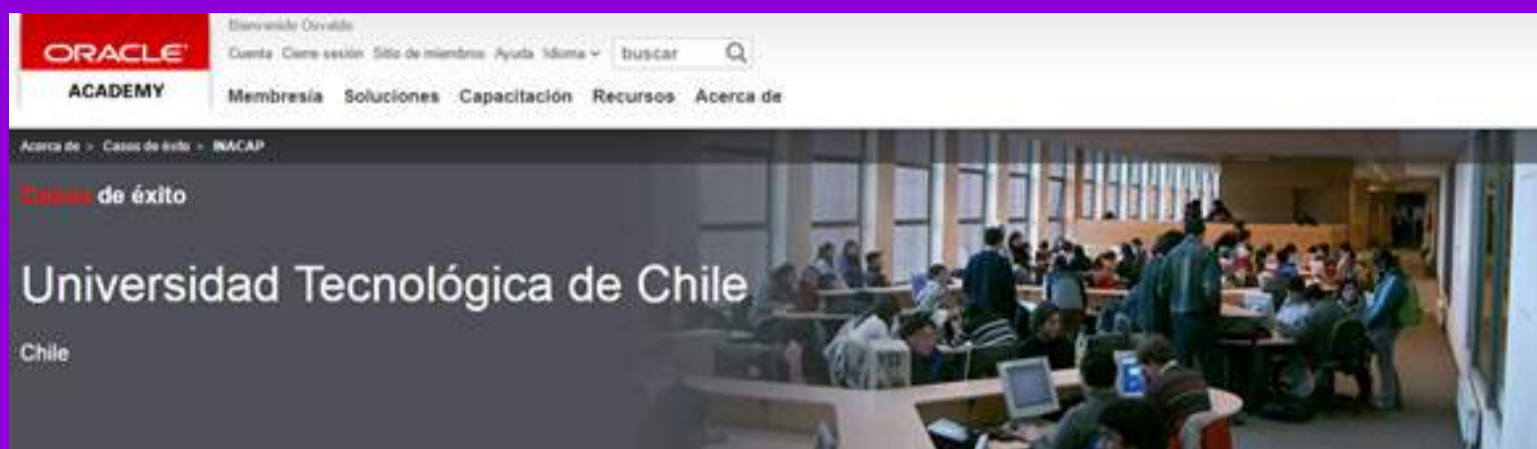 Bienvenido Osvaldo
ORACLE
ACADEMY
Cuenta Cierre sesión Sitio de miembros Ayuda Idioma buscar
Membresía Soluciones Capacitación Recursos Acerca de
Acerca de > Casos de éxito > INACAP
Casos de éxito
Universidad Tecnológica de Chile
Chile